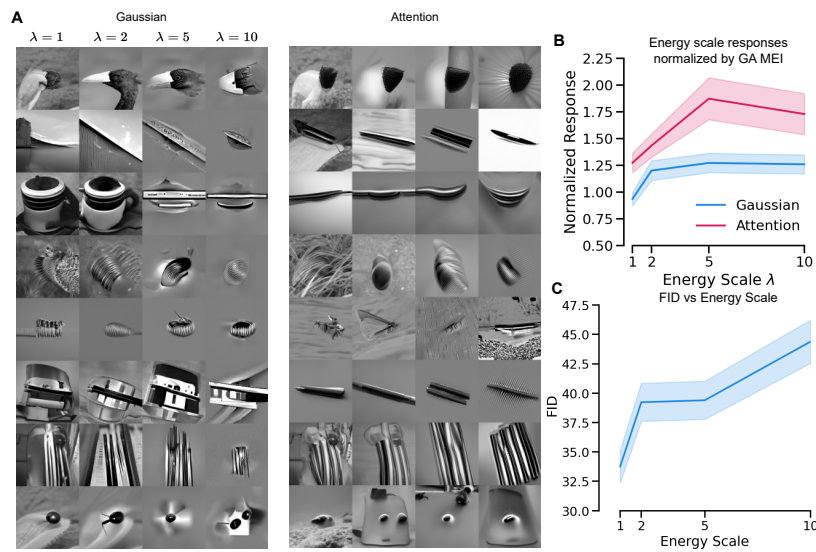 A
Gaussian
Attention
λ = 1
λ = 2
λ = 5
λ = 10
B
Energy scale responses
normalized by GA MEI
Normalized Response
2.25
2.00
1.75
1.50
1.25
1.00
0.75
0.50
Gaussian
Attention
1
2
5
10
Energy Scale λ
C
FID vs Energy Scale
FID
47.5
45.0
42.5
40.0
37.5
35.0
32.5
30.0
1
2
5
10
Energy Scale